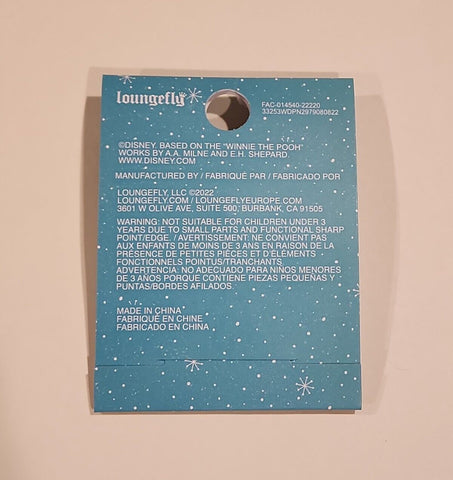 loungefly
FAC-014540-22220
33253WDPN2979080822
©DISNEY. BASED ON THE "WINNIE THE POOH"
WORKS BY A.A. MILNE AND E.H. SHEPARD.
WWW.DISNEY.COM
MANUFACTURED BY / FABRIQUÉ PAR / FABRICADO POR
LOUNGEFLY, LLC ©2022
LOUNGEFLY.COM / LOUNGEFLYEUROPE.COM
3601 W OLIVE AVE, SUITE 500, BURBANK, CA 91505
WARNING: NOT SUITABLE FOR CHILDREN UNDER 3
YEARS DUE TO SMALL PARTS AND FUNCTIONAL SHARP
POINT/EDGE. / AVERTISSEMENT: NE CONVIENT PAS
AUX ENFANTS DE MOINS DE 3 ANS EN RAISON DE LA
PRÉSENCE DE PETITES PIÈCES ET D'ÉLÉMENTS
FONCTIONNELS POINTUS/TRANCHANTS.
ADVERTENCIA: NO ADECUADO PARA NIÑOS MENORES
DE 3 AÑOS PORQUE CONTIENE PIEZAS PEQUEÑAS Y
PUNTAS/BORDES AFILADOS.
MADE IN CHINA
FABRIQUÉ EN CHINE
FABRICADO EN CHINA